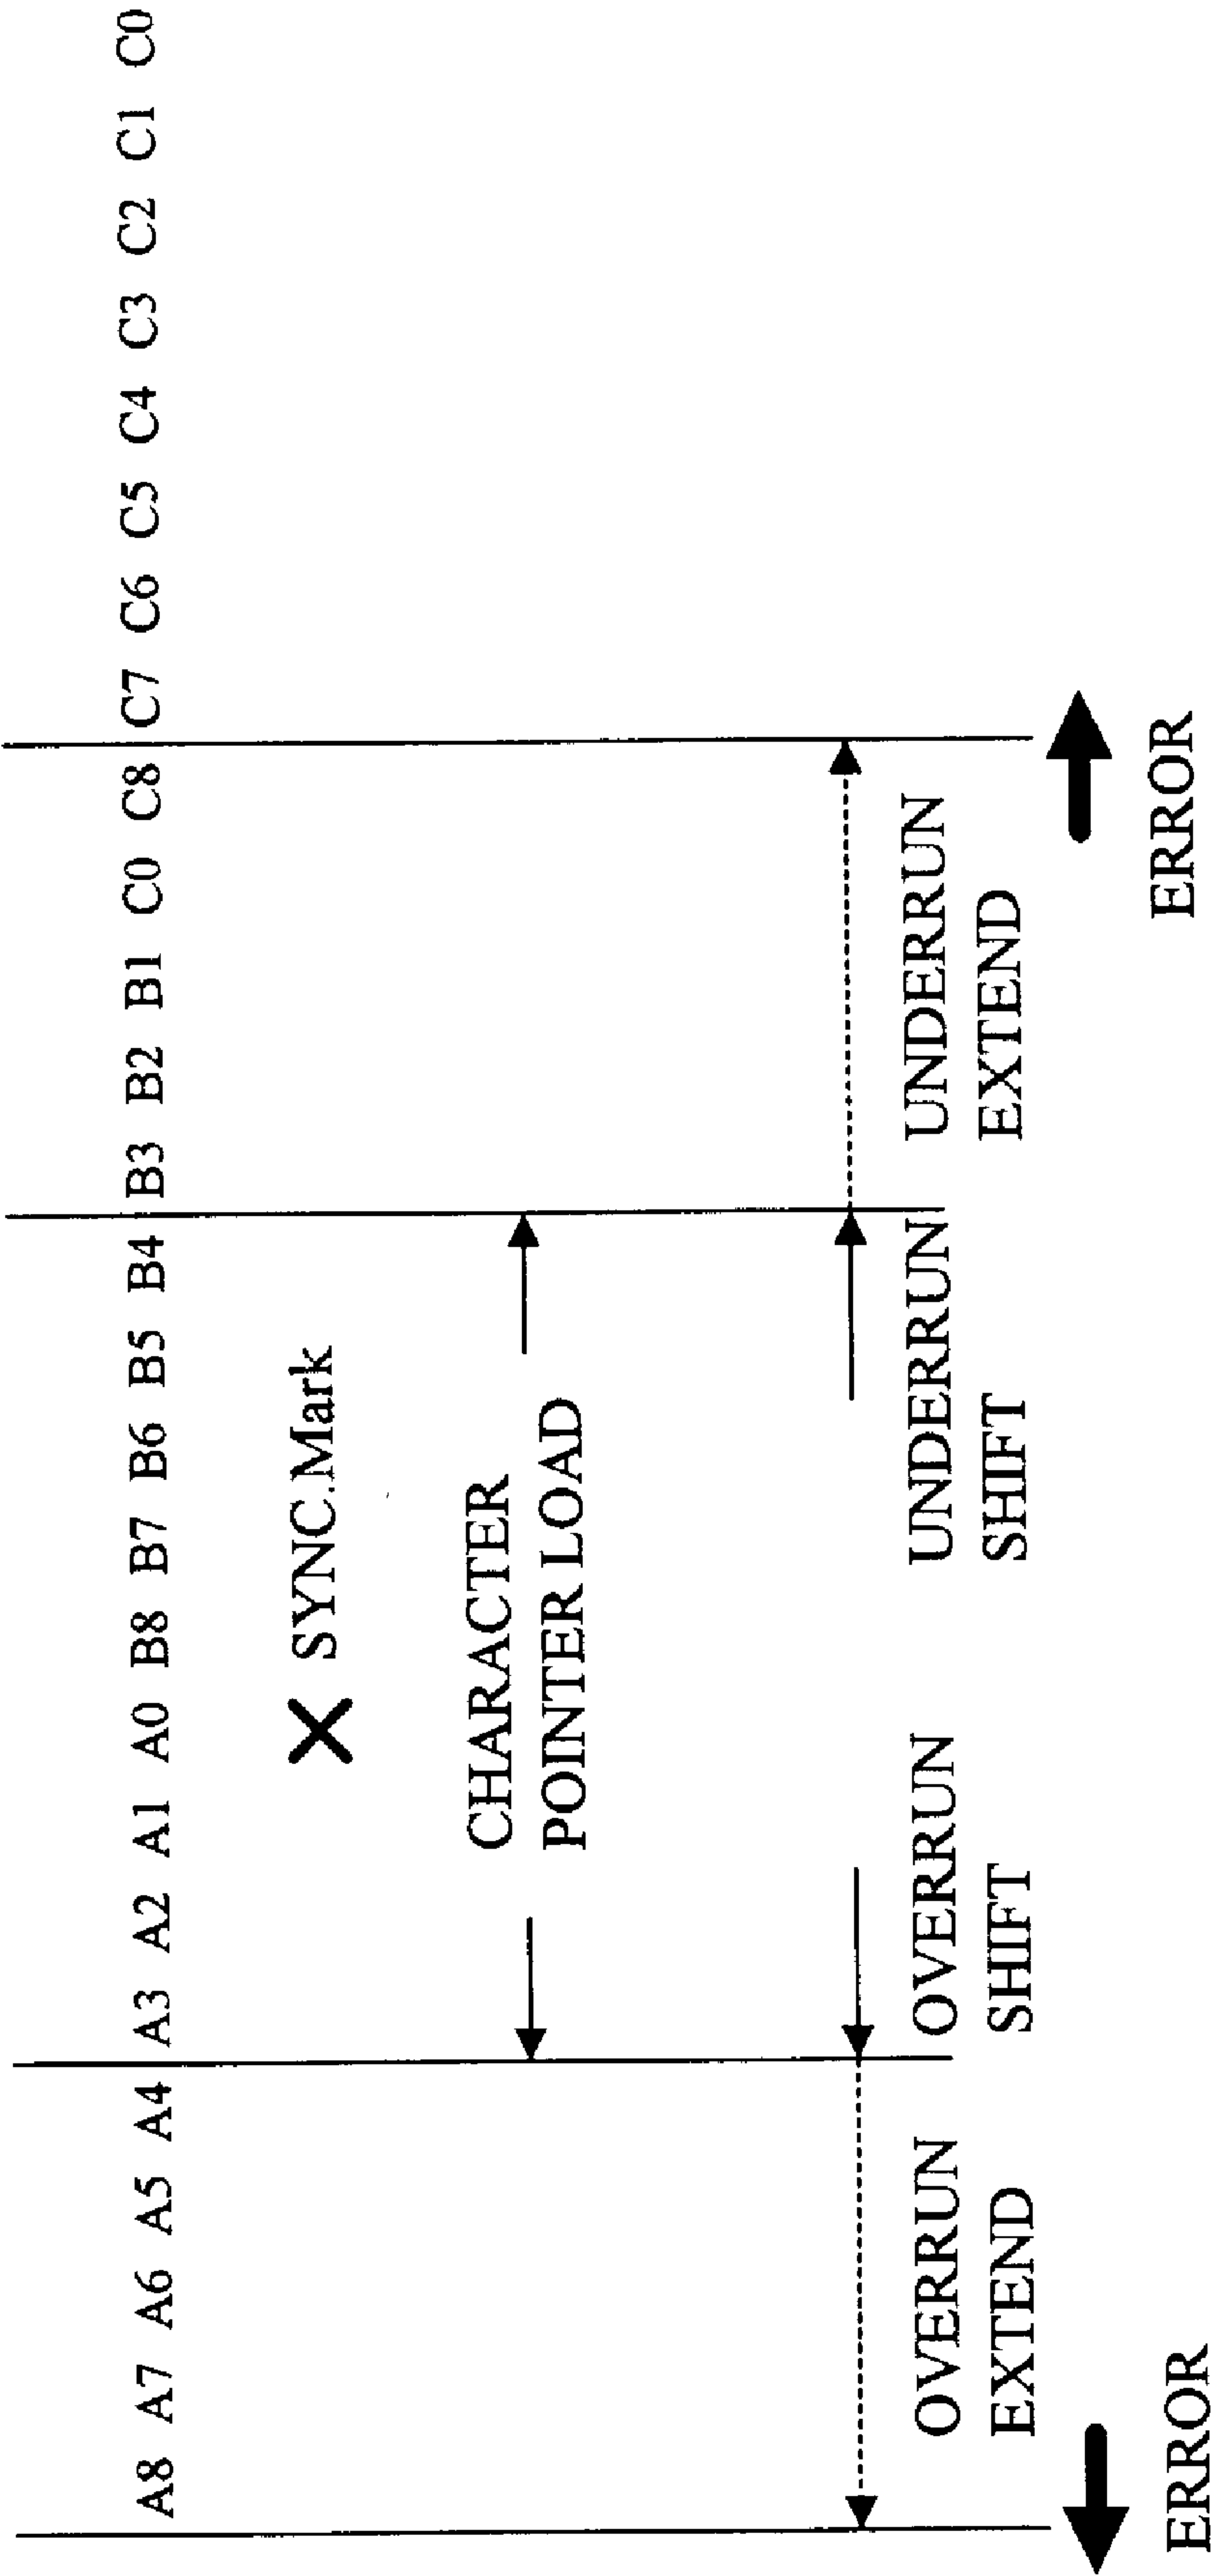 A8 A7 A6 A5 A4 A3 A2 A1 A0 B8 B7 B6 B5 B4 B3 B2 B1 C0 C8 C7 C6 C5 C4 C3 C2 C1 C0
X SYNC.Mark
CHARACTER
POINTER LOAD
OVERRUN
EXTEND
OVERRUN
SHIFT
UNDERRUN
SHIFT
UNDERRUN
EXTEND
ERROR
ERROR